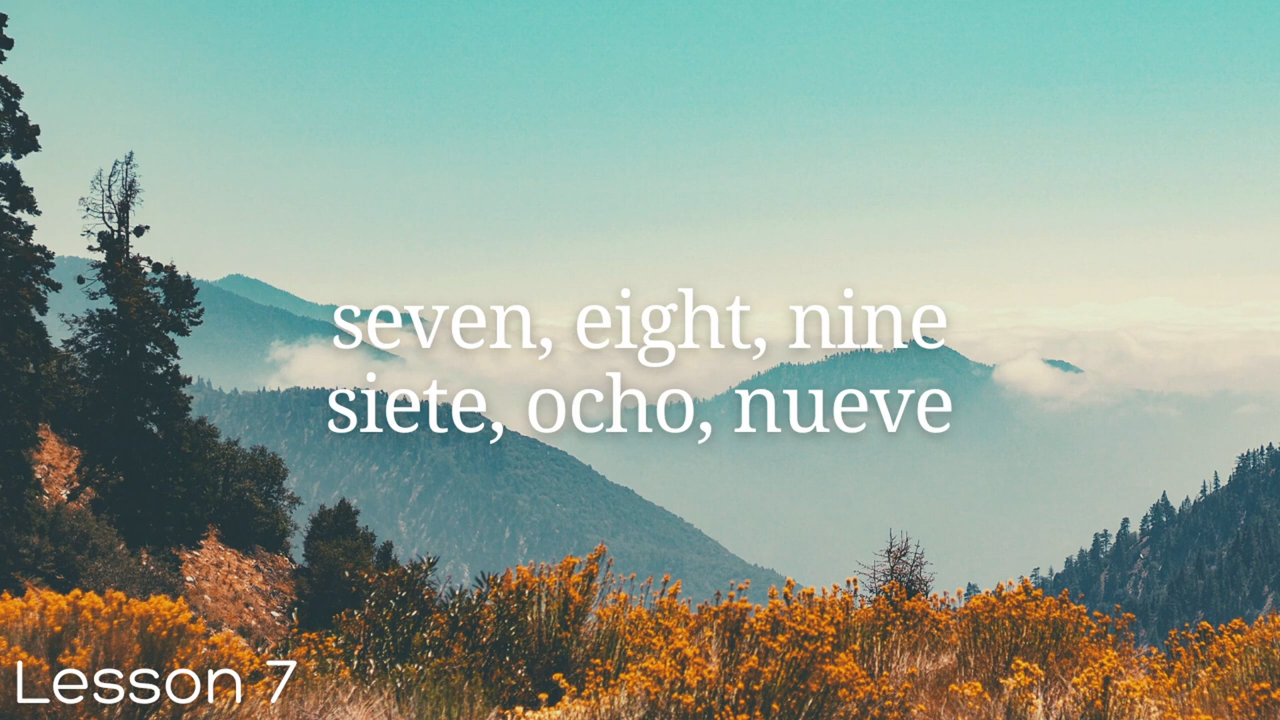 seven, eight, nine
siete, ocho, nueve
Lesson 7